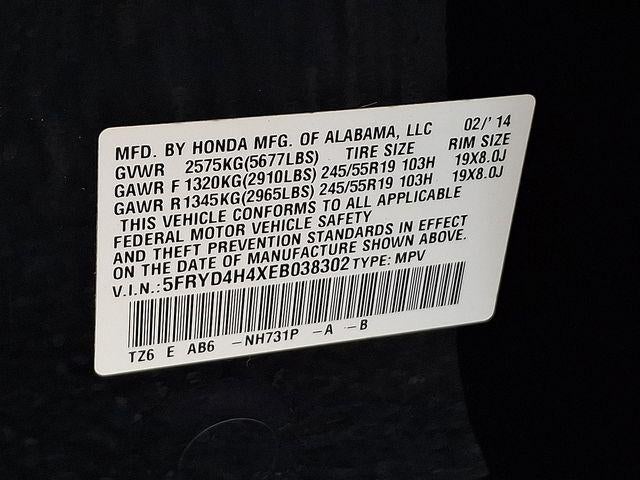 MFD. BY HONDA MFG. OF ALABAMA, LLC 02/'14
GVWR 2575KG(5677LBS) TIRE SIZE RIM SIZE
GAWR F 1320KG(2910LBS) 245/55R19 103H 19X8.0J
GAWR R 1345KG(2965LBS) 245/55R19 103H 19X8.0J
THIS VEHICLE CONFORMS TO ALL APPLICABLE
FEDERAL MOTOR VEHICLE SAFETY
AND THEFT PREVENTION STANDARDS IN EFFECT
ON THE DATE OF MANUFACTURE SHOWN ABOVE.
V.I.N.:5FRYD4H4XEB038302 TYPE: MPV
TZ6 E AB6 -NH731P -A -B